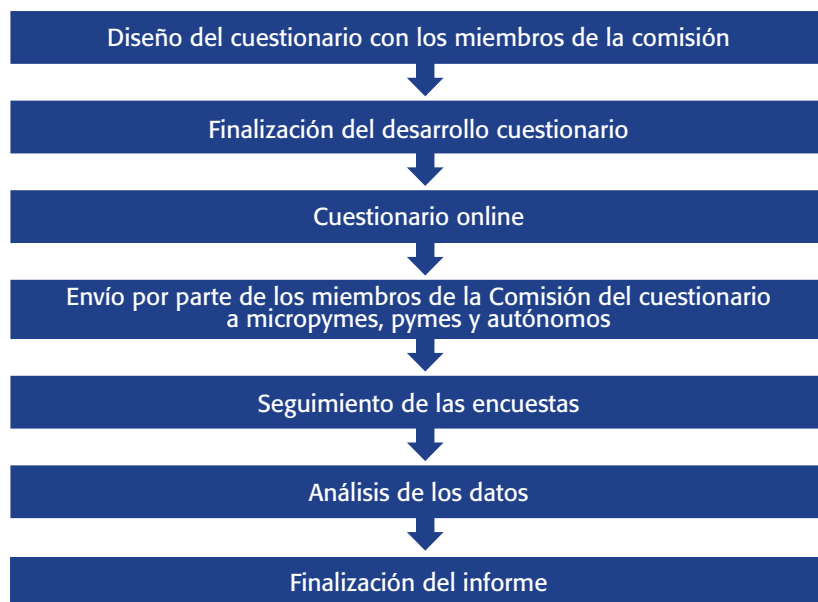 Diseño del cuestionario con los miembros de la comisión
Finalización del desarrollo cuestionario
Cuestionario online
Envío por parte de los miembros de la Comisión del cuestionario
a micropymes, pymes y autónomos
Seguimiento de las encuestas
Análisis de los datos
Finalización del informe